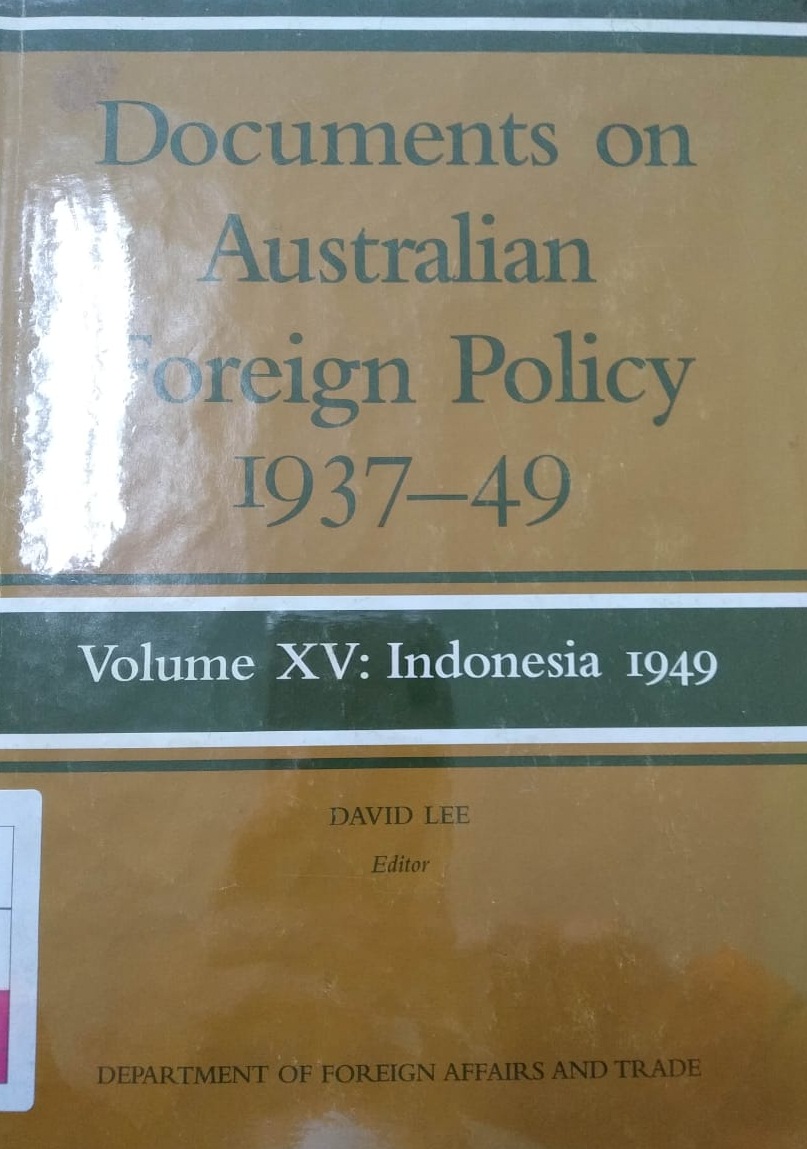 Documents on
Australian
Foreign Policy
1937–49
Volume XV: Indonesia 1949
DAVID LEE
Editor
DEPARTMENT OF FOREIGN AFFAIRS AND TRADE